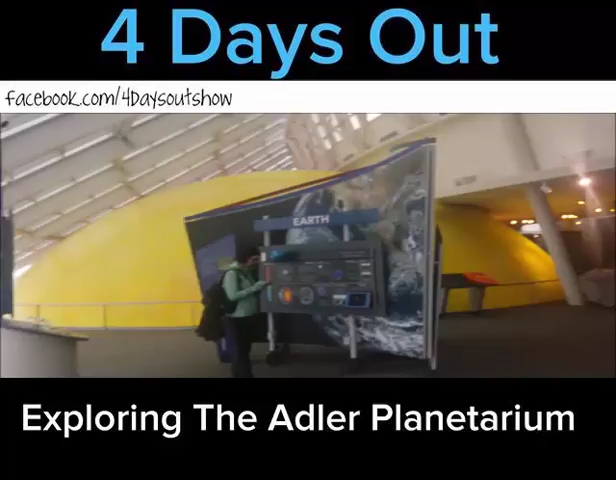 4 Days Out
facebook.com/4Daysoutshow
EARTH
Exploring The Adler Planetarium